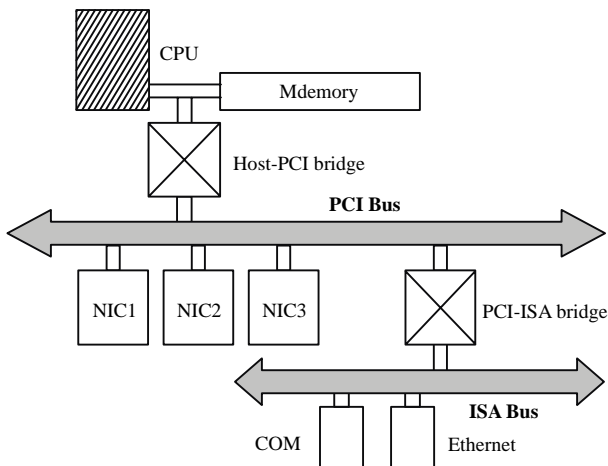 CPU
Mdemory
Host-PCI bridge
PCI Bus
NIC1
NIC2
NIC3
PCI-ISA bridge
ISA Bus
COM
Ethernet